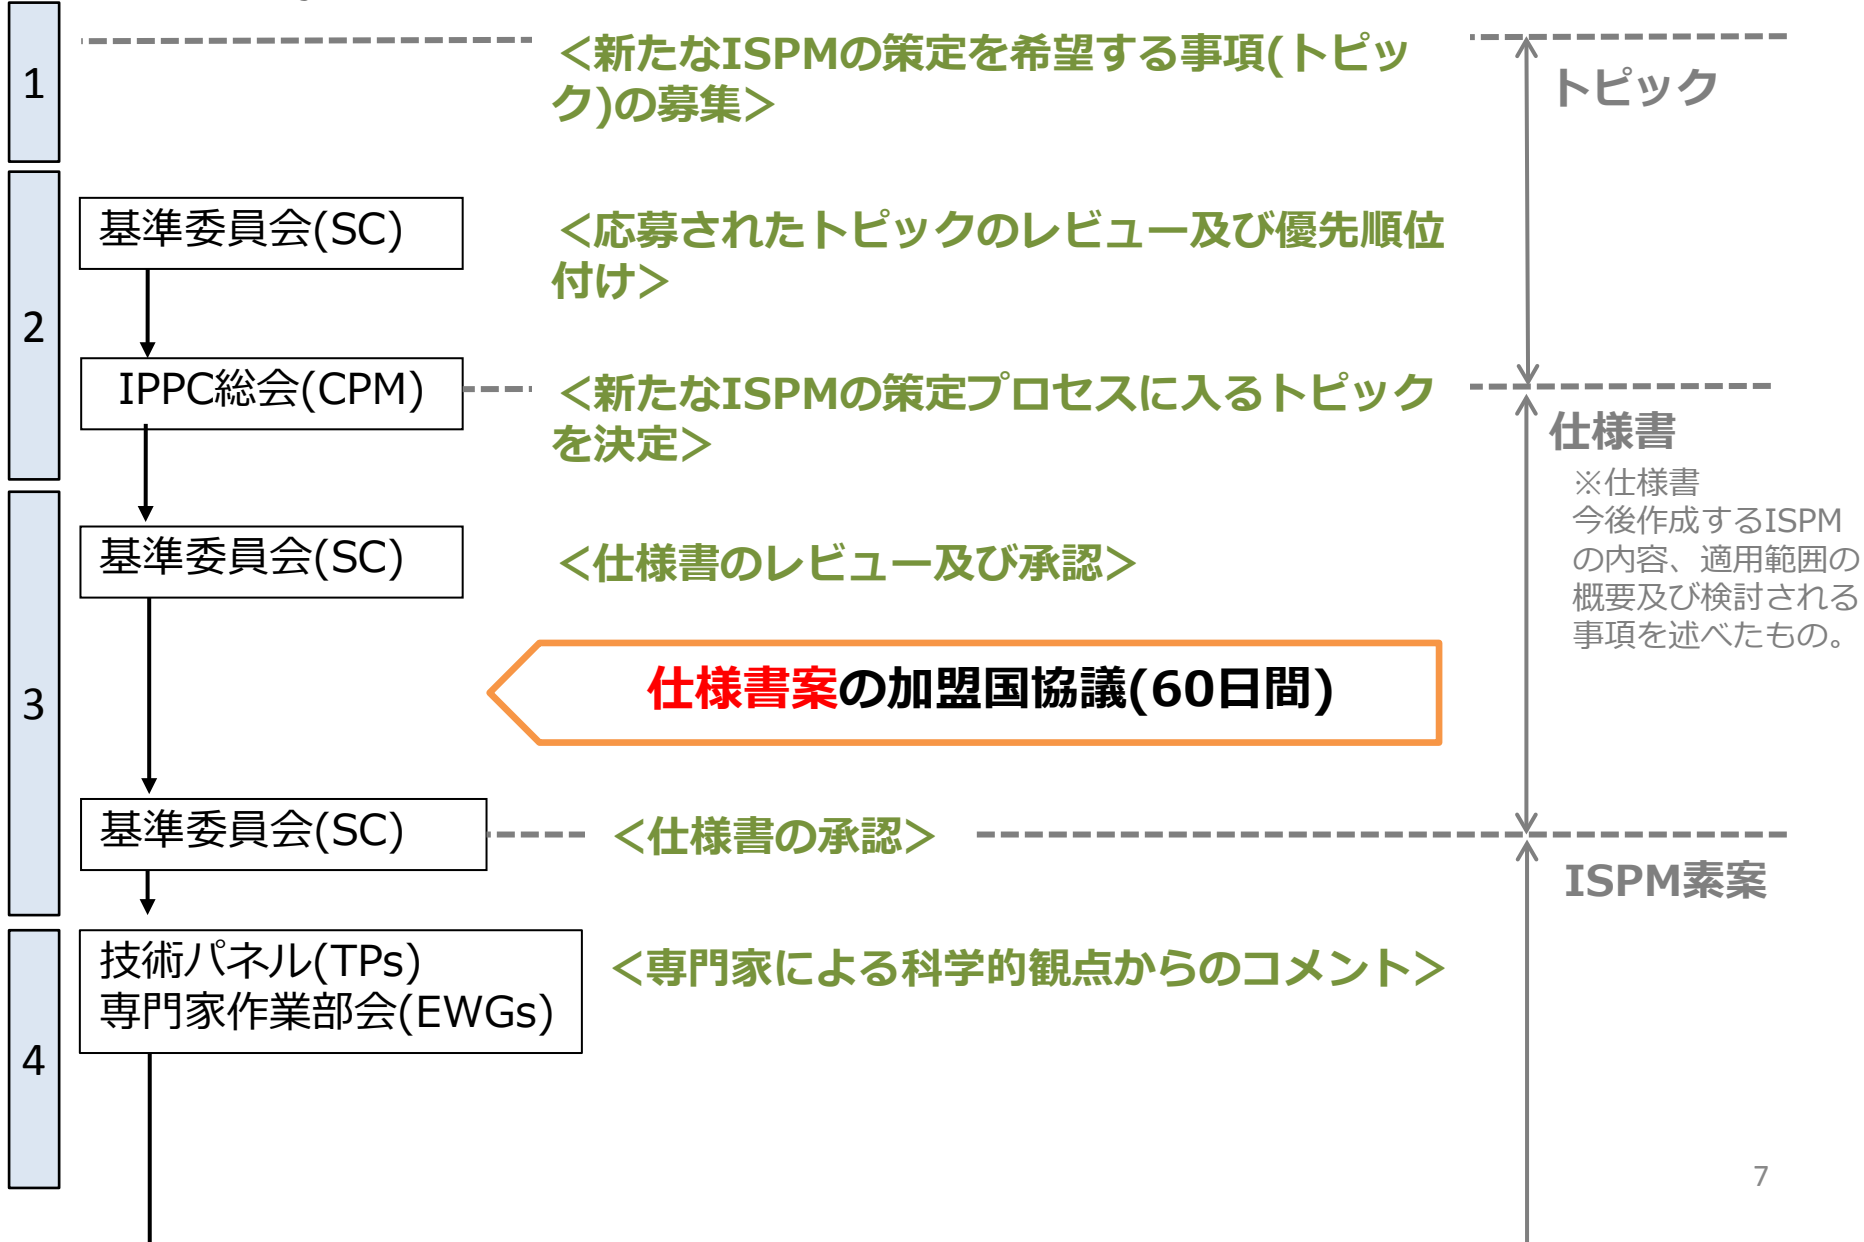 1
＜新たなISPMの策定を希望する事項(トピッ
ク)の募集＞
トピック
2
基準委員会(SC)
＜応募されたトピックのレビュー及び優先順位
付け＞
IPPC総会(CPM)
＜新たなISPMの策定プロセスに入るトピック
を決定＞
仕様書
※仕様書
今後作成するISPM
の内容、適用範囲の
概要及び検討される
事項を述べたもの。
3
基準委員会(SC)
＜仕様書のレビュー及び承認＞
仕様書案の加盟国協議(60日間)
基準委員会(SC)
＜仕様書の承認＞
ISPM素案
4
技術パネル(TPs)
専門家作業部会(EWGs)
＜専門家による科学的観点からのコメント＞
7